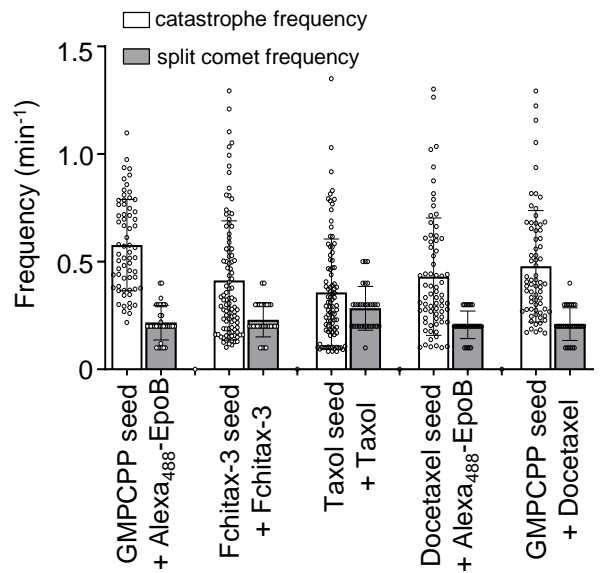 catastrophe frequency
split comet frequency
Frequency (min⁻¹)
1.5
1.0
0.5
0
GMPCPP seed
+ Alexa₄₈₈-EpoB
Fchitax-3 seed
+ Fchitax-3
Taxol seed
+ Taxol
Docetaxel seed
+ Alexa₄₈₈-EpoB
GMPCPP seed
+ Docetaxel